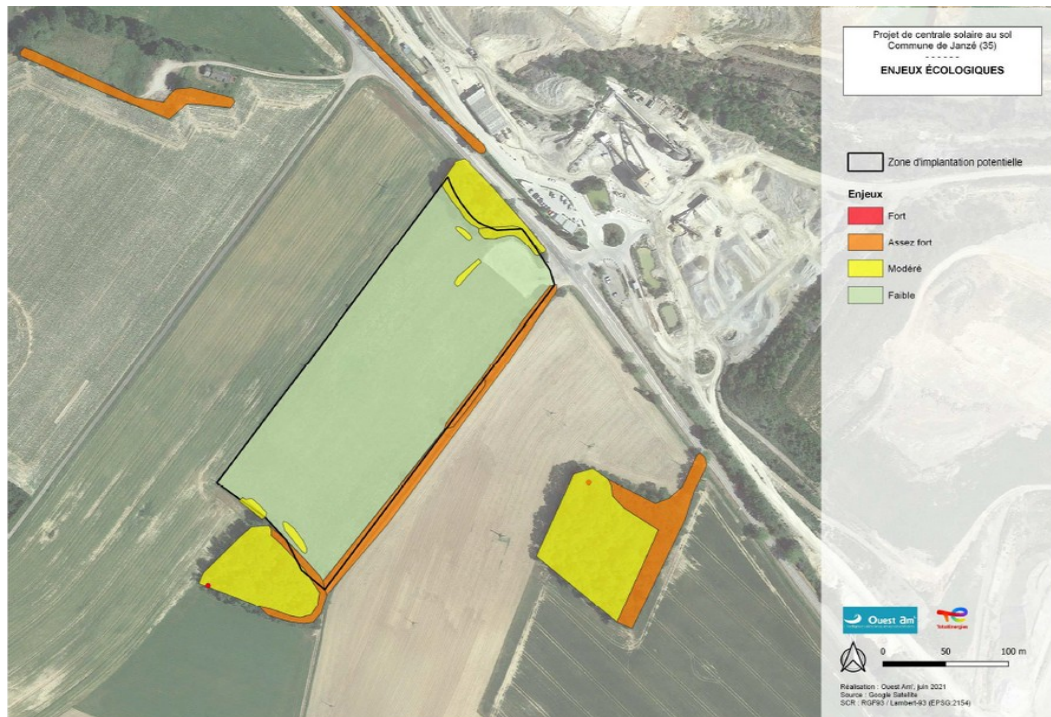 Projet de centrale solaire au sol
Commune de Janzé (35)
------
ENJEUX ÉCOLOGIQUES
Zone d'implantation potentielle
Enjeux
Fort
Assez fort
Modéré
Faible
Ouest am'
TotalEnergies
0 50 100 m
Réalisation : Ouest Am', juin 2021
Source : Google Satellite
SCR : RGF93 / Lambert-93 (EPSG:2154)